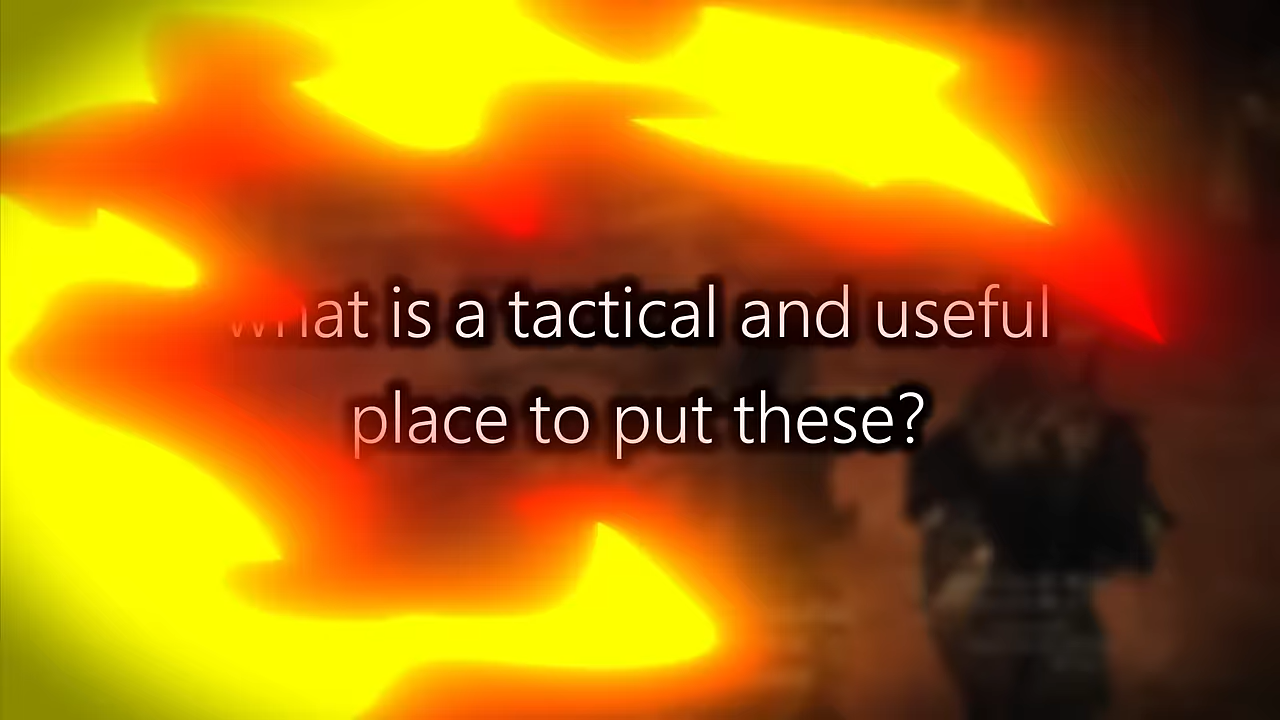 what is a tactical and useful
place to put these?